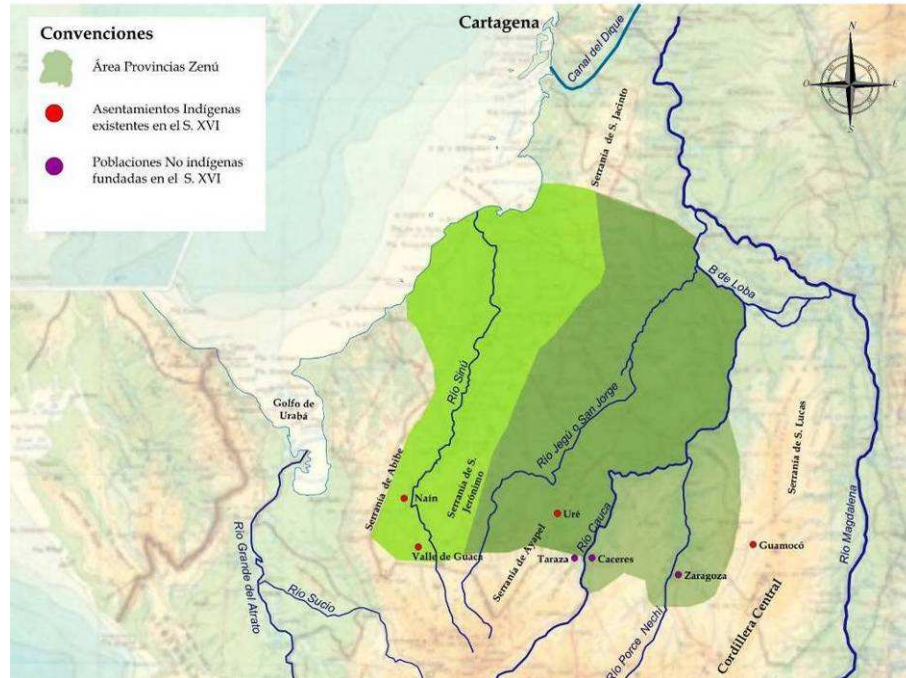 Convenciones
Área Provincias Zenú
Asentamientos Indígenas
existentes en el S. XVI
Poblaciones No indígenas
fundadas en el S. XVI
Cartagena
Canal del Dique
N
O
E
S
Serranía de S. Jacinto
B de Loba
Río Sinú
Río Jegú o San Jorge
Golfo de
Urabá
Serranía de Abibe
Serranía de S.
Jerónimo
Serranía de S. Lucas
Río Magdalena
Naín
Uré
Valle de Guaca
Serranía de Ayapel
Río Cauca
Taraza
Caceres
Guamocó
Zaragoza
Río Grande del Atrato
Río Sucio
Río Porce Nechí
Cordillera Central